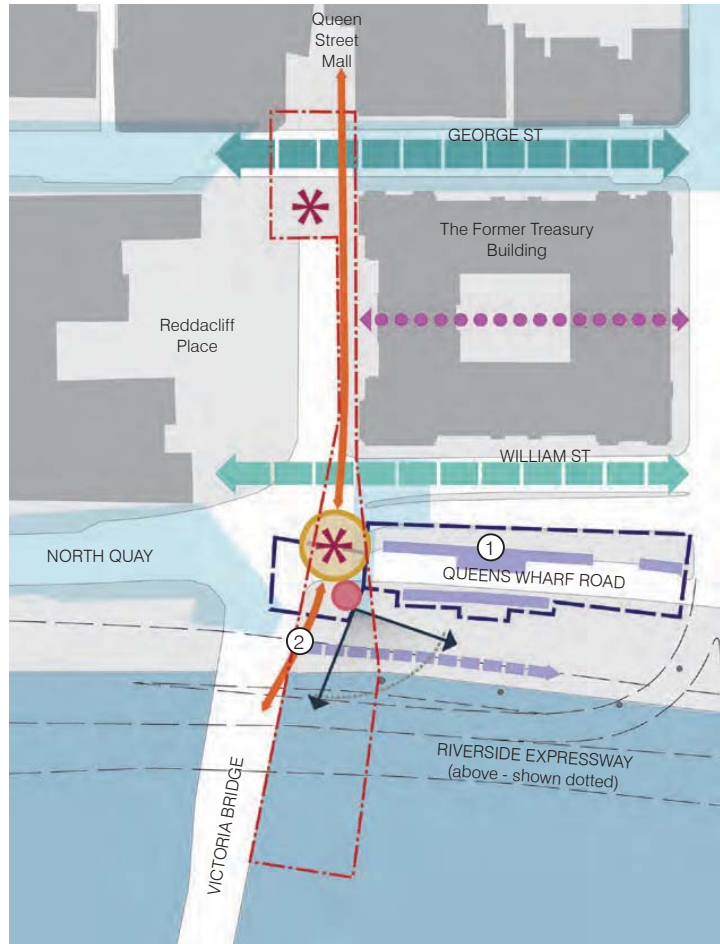 Queen
Street
Mall
GEORGE ST
The Former Treasury
Building
Reddacliff
Place
WILLIAM ST
NORTH QUAY
1
QUEENS WHARF ROAD
2
RIVERSIDE EXPRESSWAY
(above - shown dotted)
VICTORIA BRIDGE